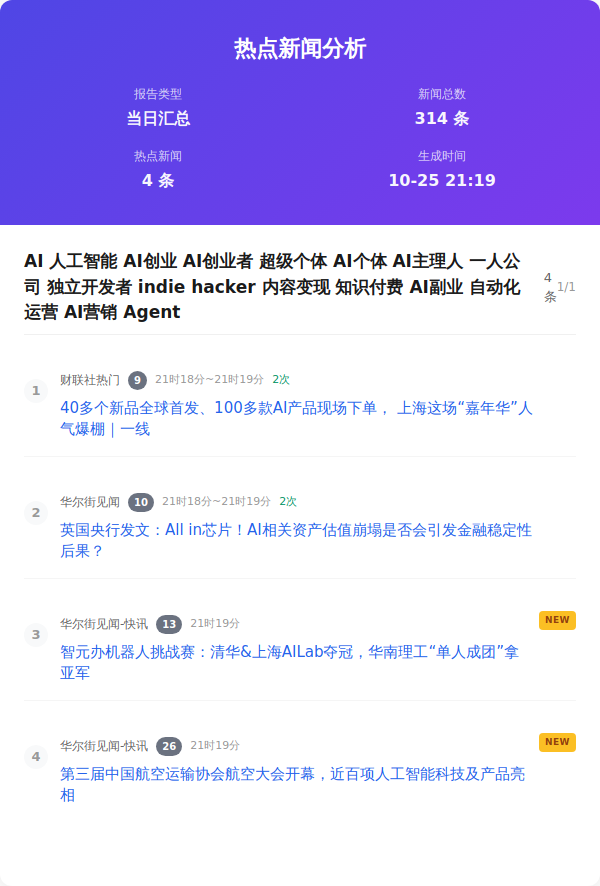 热点新闻分析
报告类型
新闻总数
当日汇总
314 条
热点新闻
生成时间
4 条
10-25 21:19
AI 人工智能 AI创业 AI创业者 超级个体 AI个体 AI主理人 一人公
司 独立开发者 indie hacker 内容变现 知识付费 AI副业 自动化
运营 AI营销 Agent
4
条
1/1
1
财联社热门 9 21时18分~21时19分 2次
40多个新品全球首发、100多款AI产品现场下单， 上海这场“嘉年华”人
气爆棚｜一线
2
华尔街见闻 10 21时18分~21时19分 2次
英国央行发文：All in芯片！AI相关资产估值崩塌是否会引发金融稳定性
后果？
3
华尔街见闻-快讯 13 21时19分
NEW
智元办机器人挑战赛：清华&上海AILab夺冠，华南理工“单人成团”拿
亚军
4
华尔街见闻-快讯 26 21时19分
NEW
第三届中国航空运输协会航空大会开幕，近百项人工智能科技及产品亮
相